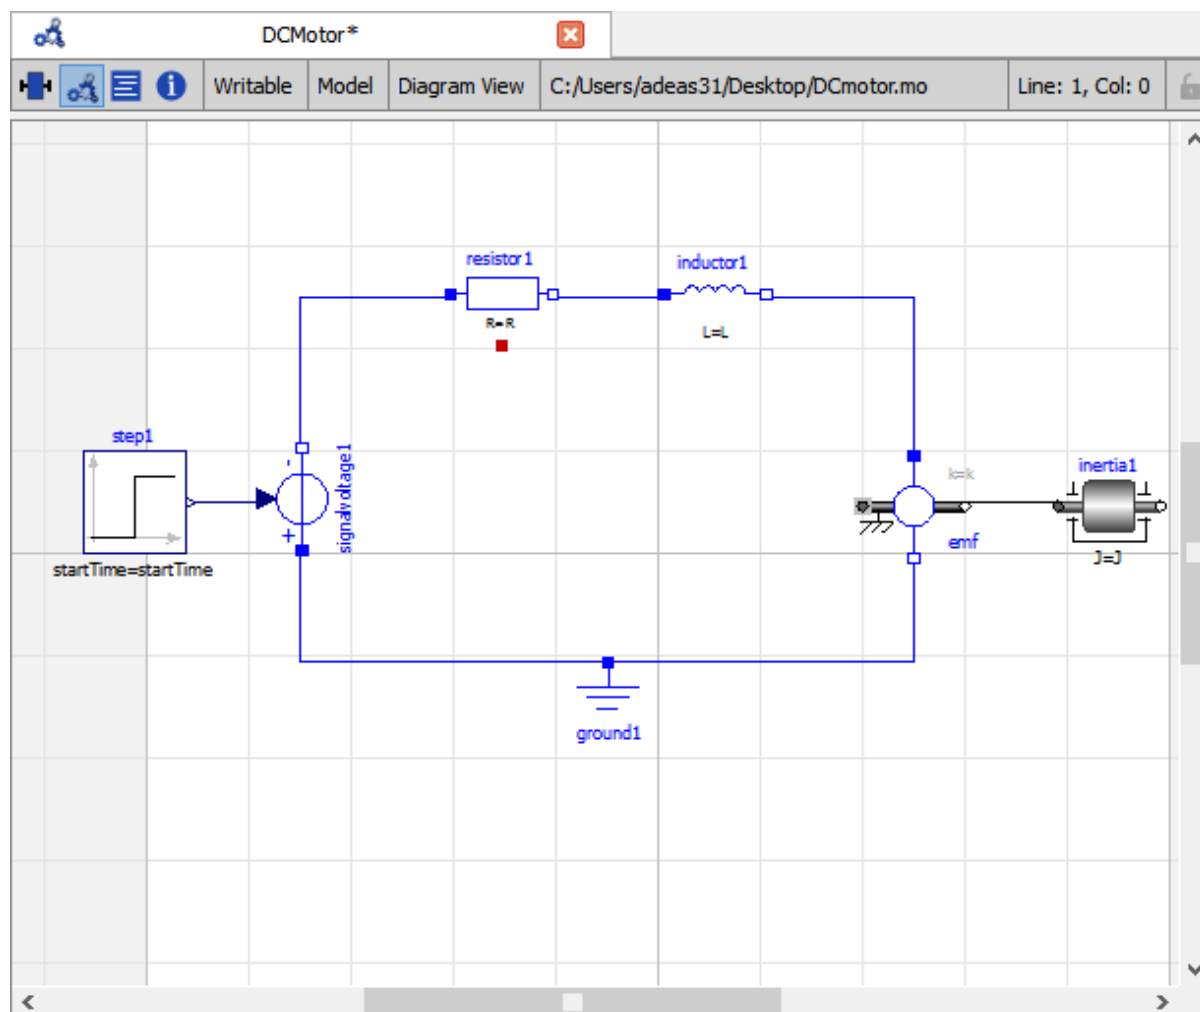 DCMotor*
Writable
Model
Diagram View
C:/Users/adeas31/Desktop/DCmotor.mo
Line: 1, Col: 0
resistor1
R=R
inductor1
L=L
step1
startTime=startTime
-
+
signalvoltage1
k=k
emf
inertia1
J=J
ground1